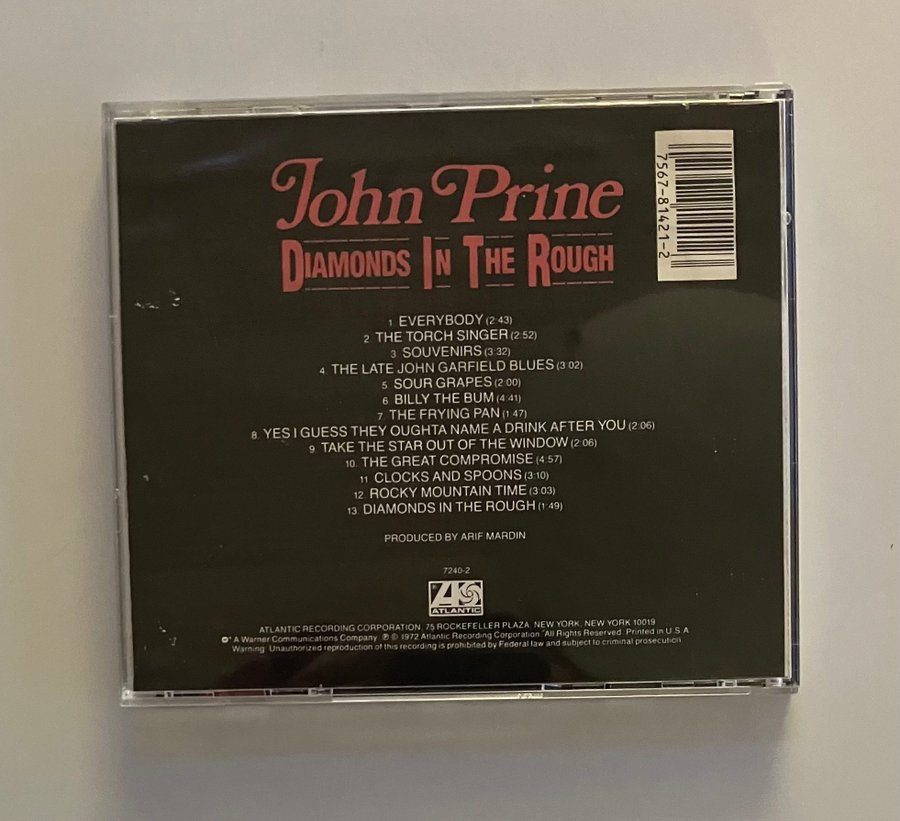 John Prine
DIAMONDS IN THE ROUGH
7567-81421-2
1. EVERYBODY (2:43)
2. THE TORCH SINGER (2:52)
3. SOUVENIRS (3:32)
4. THE LATE JOHN GARFIELD BLUES (3:02)
5. SOUR GRAPES (2:00)
6. BILLY THE BUM (4:41)
7. THE FRYING PAN (1:47)
8. YES I GUESS THEY OUGHTA NAME A DRINK AFTER YOU (2:06)
9. TAKE THE STAR OUT OF THE WINDOW (2:06)
10. THE GREAT COMPROMISE (4:57)
11. CLOCKS AND SPOONS (3:10)
12. ROCKY MOUNTAIN TIME (3:03)
13. DIAMONDS IN THE ROUGH (1:49)
PRODUCED BY ARIF MARDIN
7240-2
ATLANTIC
ATLANTIC RECORDING CORPORATION, 75 ROCKEFELLER PLAZA, NEW YORK, NEW YORK 10019
A Warner Communications Company ℗ © 1972 Atlantic Recording Corporation. All Rights Reserved. Printed in U.S.A.
Warning: Unauthorized reproduction of this recording is prohibited by Federal law and subject to criminal prosecution.